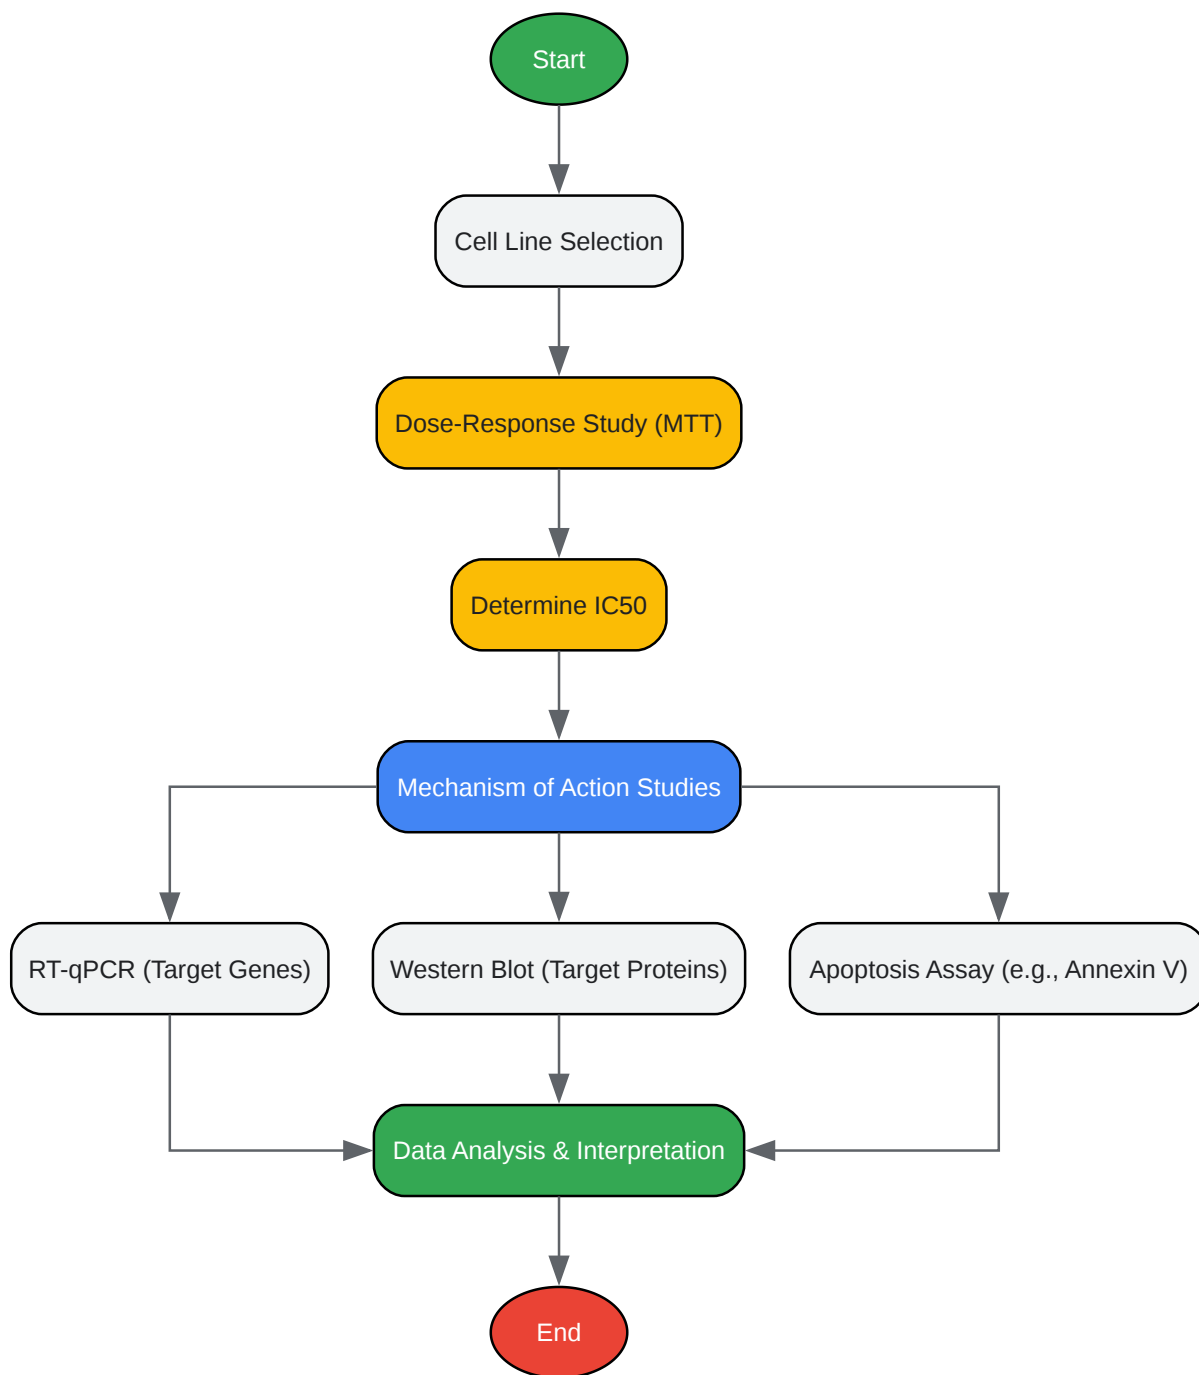 Start
Cell Line Selection
Dose-Response Study (MTT)
Determine IC50
Mechanism of Action Studies
RT-qPCR (Target Genes)
Western Blot (Target Proteins)
Apoptosis Assay (e.g., Annexin V)
Data Analysis & Interpretation
End